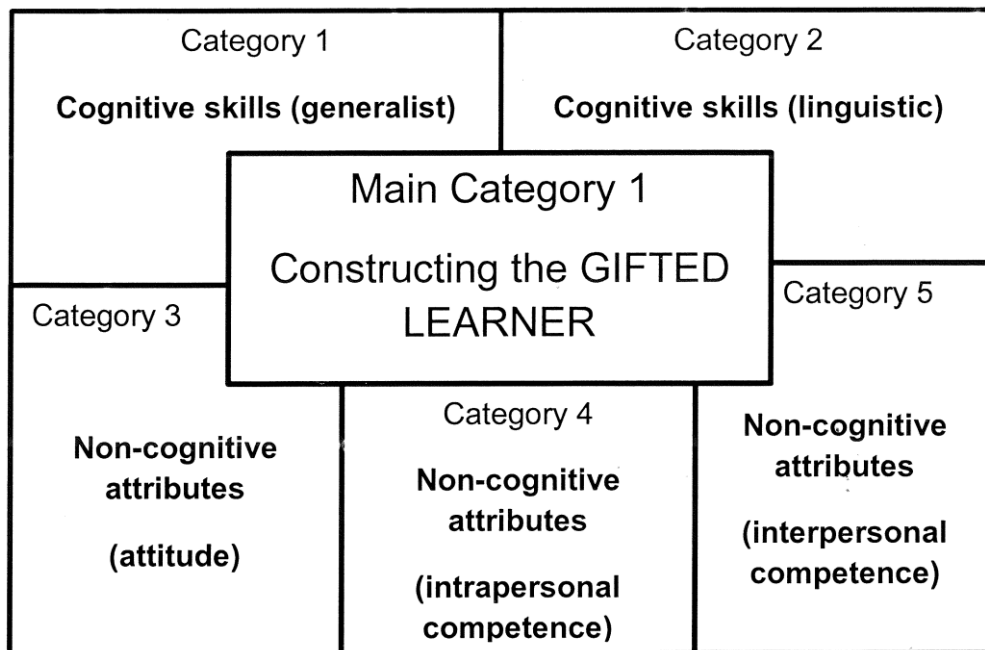 Category 1
Cognitive skills (generalist)
Category 2
Cognitive skills (linguistic)
Main Category 1
Constructing the GIFTED
LEARNER
Category 3
Non-cognitive
attributes
(attitude)
Category 4
Non-cognitive
attributes
(intrapersonal
competence)
Category 5
Non-cognitive
attributes
(interpersonal
competence)